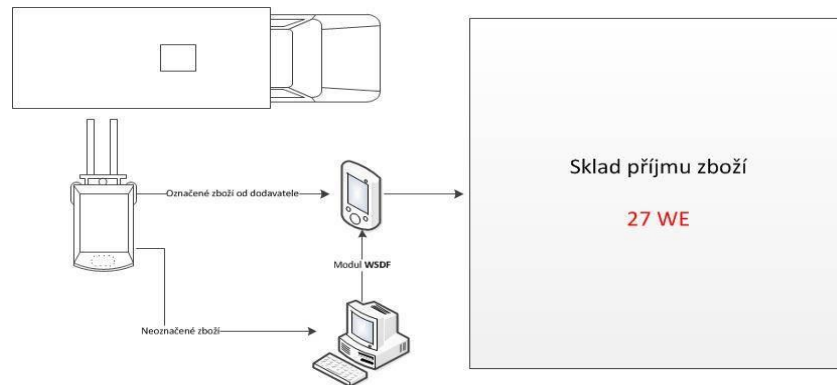 Sklad příjmu zboží
27 WE
Označené zboží od dodavatele
Modul WSDF
Neoznačené zboží